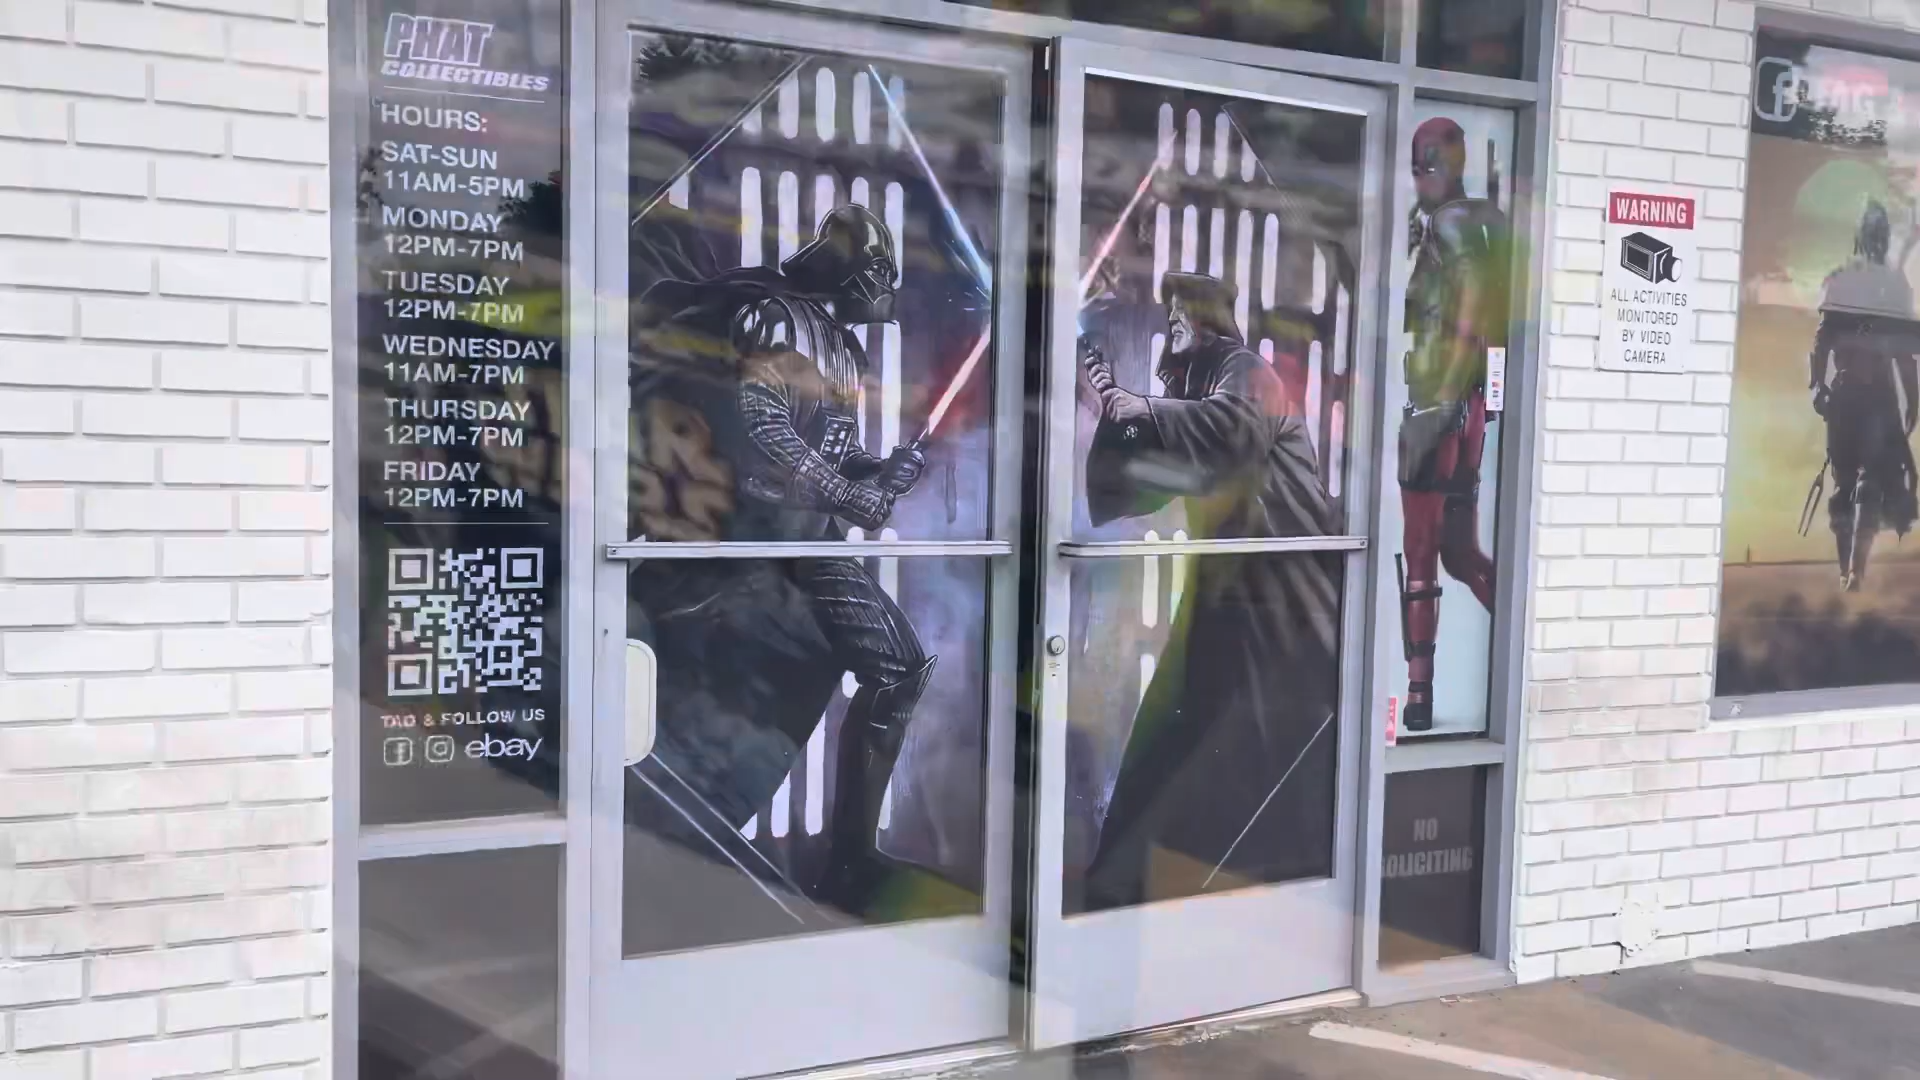 PHAT
COLLECTIBLES
HOURS:
SAT-SUN
11AM-5PM
MONDAY
12PM-7PM
TUESDAY
12PM-7PM
WEDNESDAY
11AM-7PM
THURSDAY
12PM-7PM
FRIDAY
12PM-7PM
TAG & FOLLOW US
ebay
WARNING
ALL ACTIVITIES
MONITORED
BY VIDEO
CAMERA
NO
SOLICITING